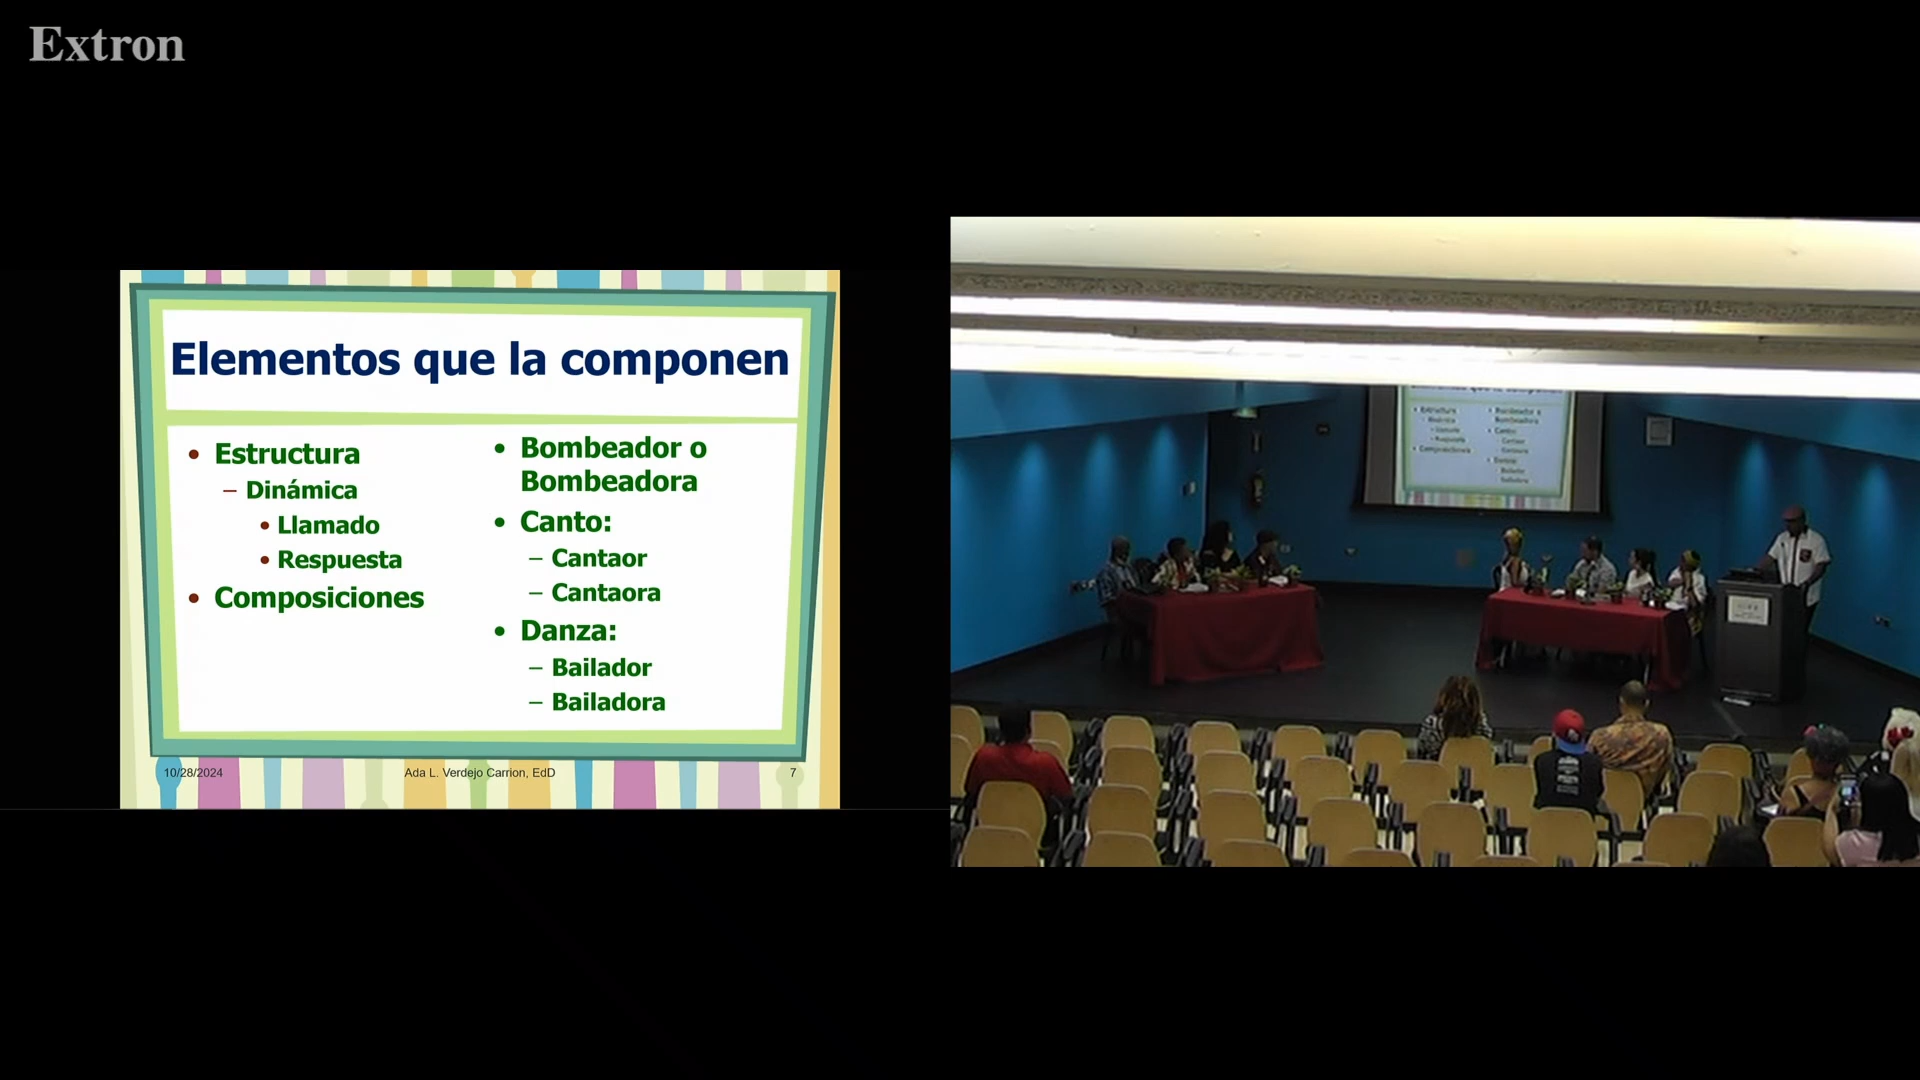 Extron
Elementos que la componen
• Estructura
– Dinámica
• Llamado
• Respuesta
• Composiciones
• Bombeador o
Bombeadora
• Canto:
– Cantaor
– Cantaora
• Danza:
– Bailador
– Bailadora
10/28/2024
Ada L. Verdejo Carrion, EdD
7